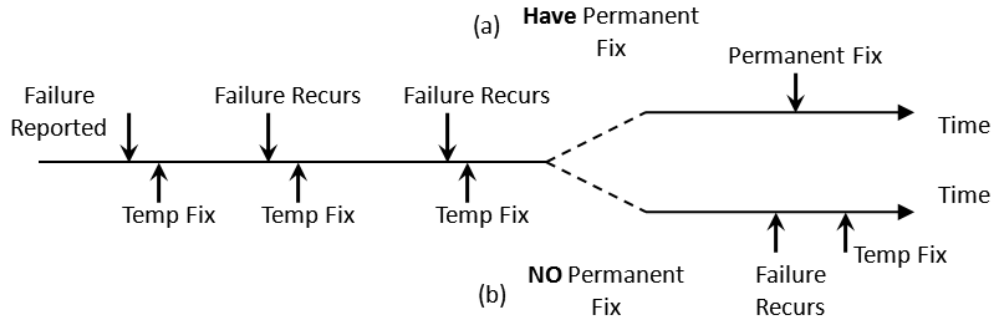 (a)
Have Permanent
Fix
Permanent Fix
Failure
Reported
Failure Recurs
Failure Recurs
Time
Temp Fix
Temp Fix
Temp Fix
Time
Temp Fix
(b)
NO Permanent
Fix
Failure
Recurs